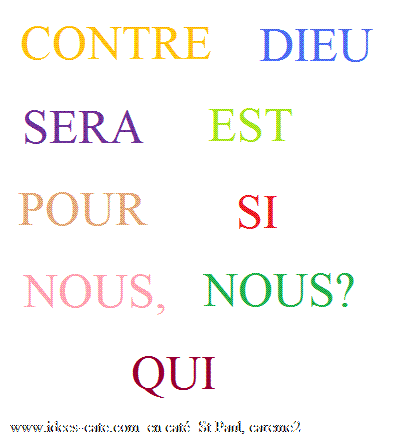 CONTRE DIEU
SERA EST
POUR SI
NOUS, NOUS?
QUI
www.idees-cate.com en caté St Paul, careme2